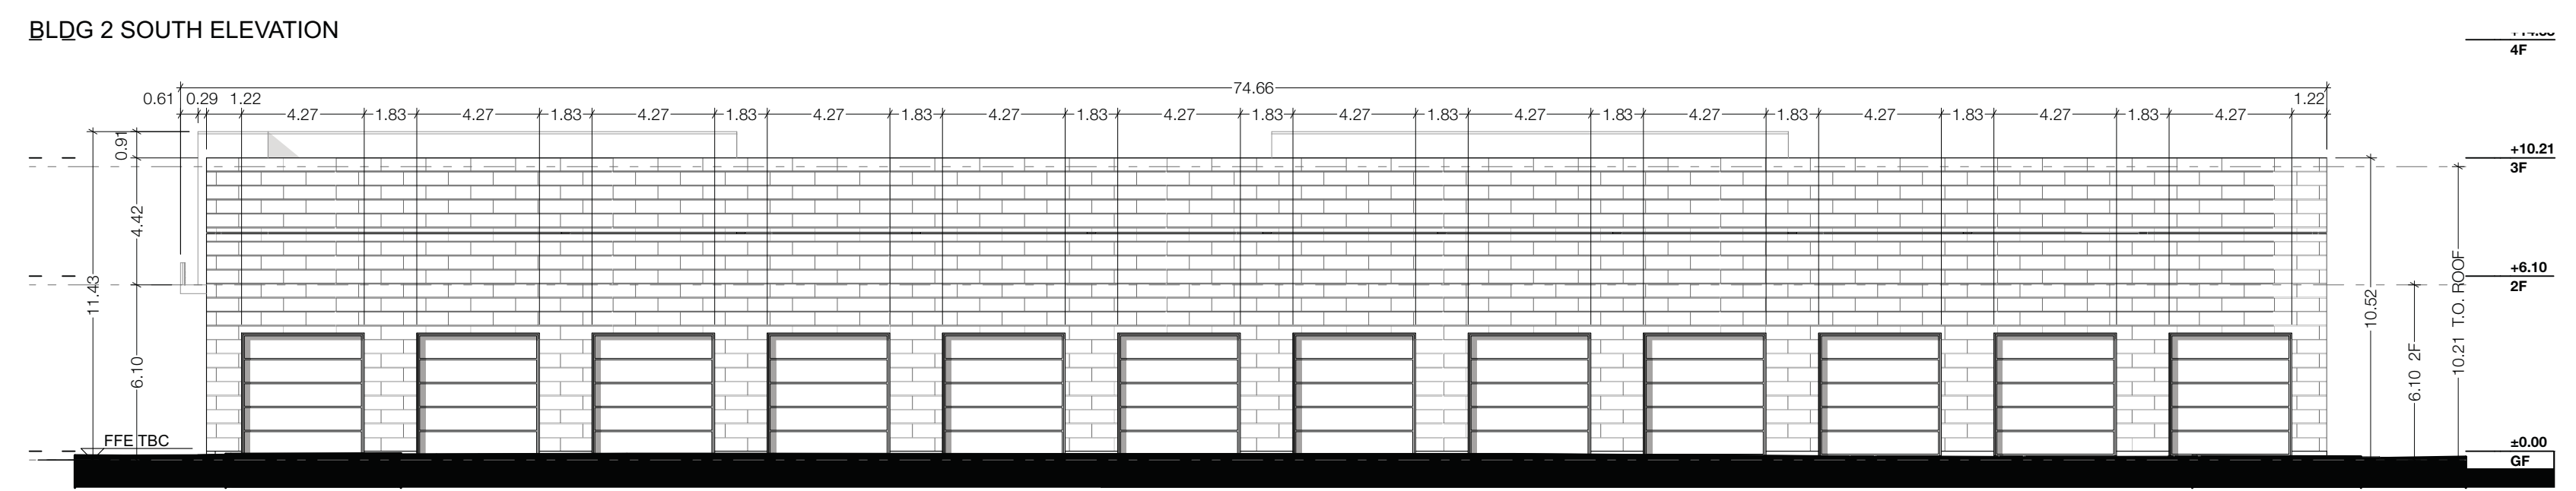 BLDG 2 SOUTH ELEVATION
4F
74.66
0.61 0.29 1.22 1.22
4.27 1.83 4.27 1.83 4.27 1.83 4.27 1.83 4.27 1.83 4.27 1.83 4.27 1.83 4.27 1.83 4.27 1.83 4.27 1.83 4.27 1.83 4.27
0.91
+10.21
3F
4.42
11.43
+6.10
2F
10.52
10.21 T.O. ROOF
6.10 2F
6.10
FFE TBC
±0.00
GF